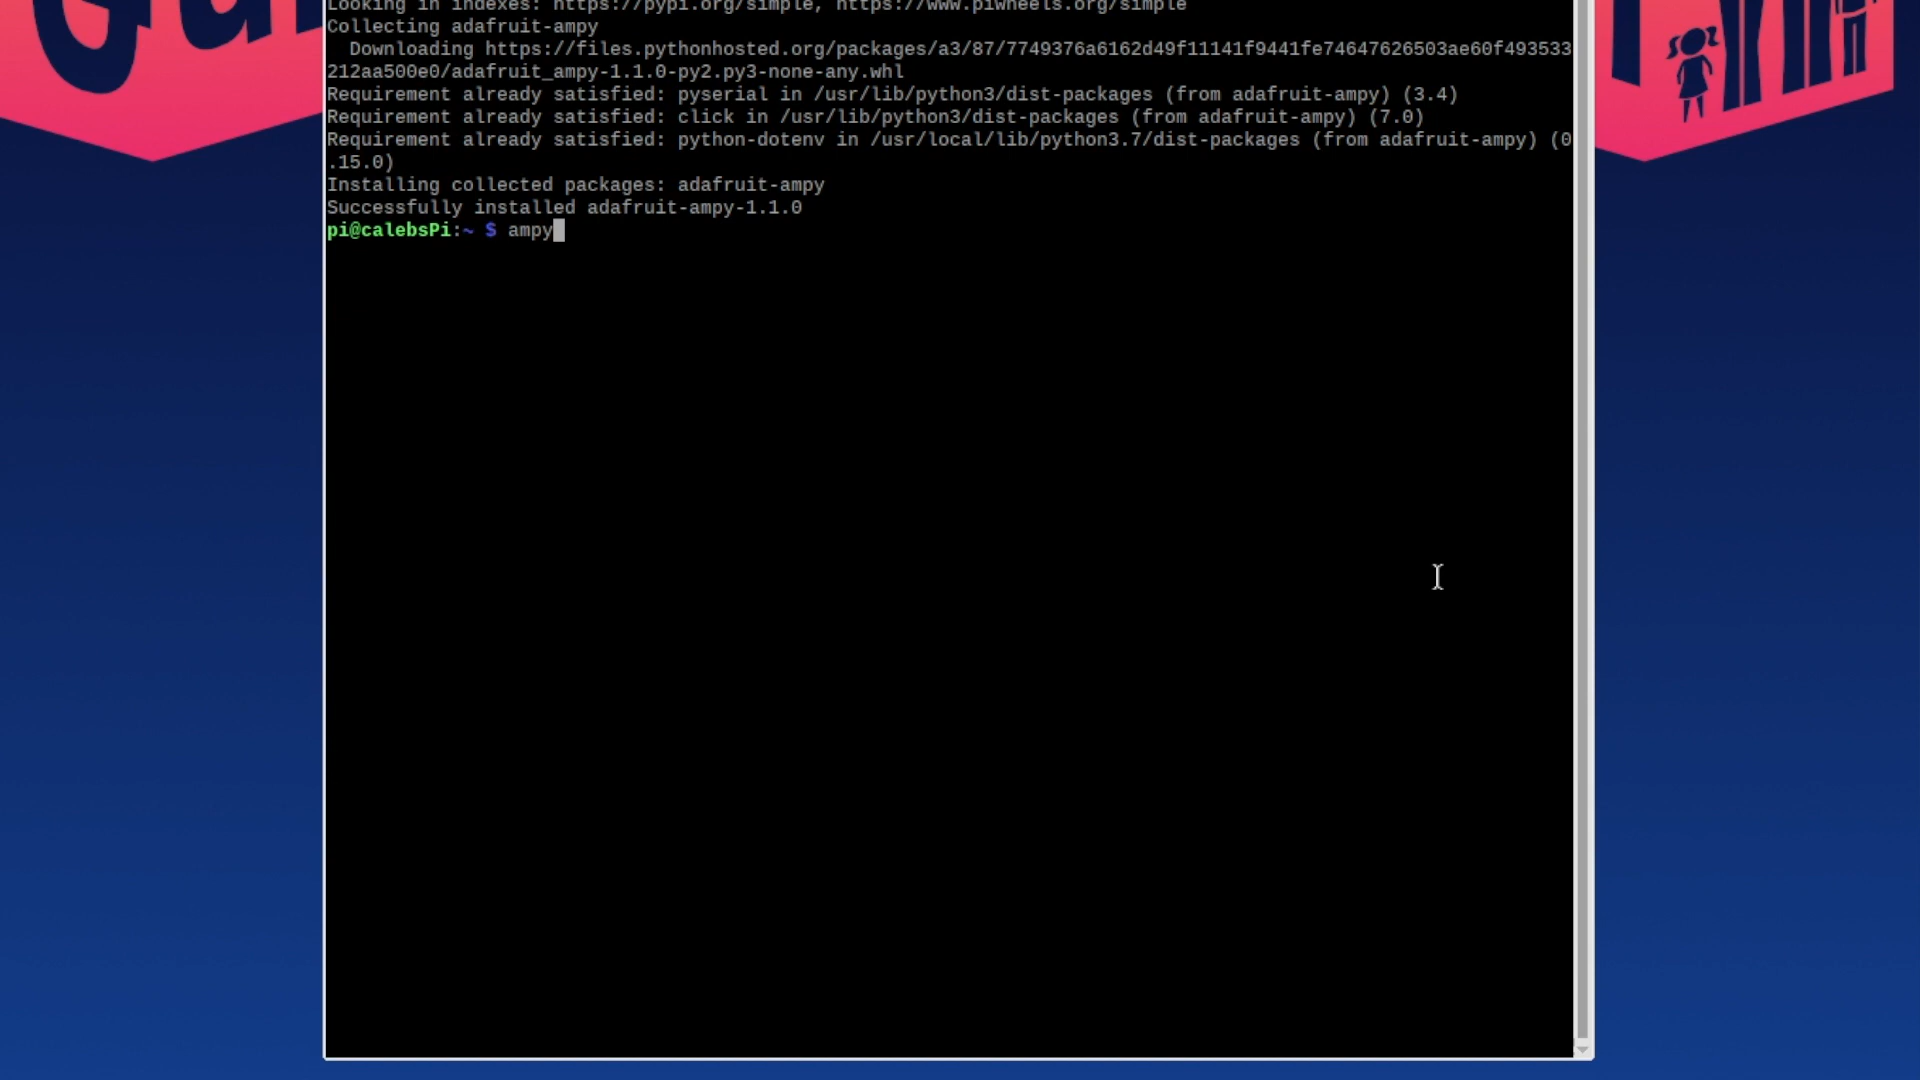 Looking in indexes: https://pypi.org/simple, https://www.piwheels.org/simple
Collecting adafruit-ampy
  Downloading https://files.pythonhosted.org/packages/a3/87/7749376a6162d49f11141f9441fe74647626503ae60f493533
212aa500e0/adafruit_ampy-1.1.0-py2.py3-none-any.whl
Requirement already satisfied: pyserial in /usr/lib/python3/dist-packages (from adafruit-ampy) (3.4)
Requirement already satisfied: click in /usr/lib/python3/dist-packages (from adafruit-ampy) (7.0)
Requirement already satisfied: python-dotenv in /usr/local/lib/python3.7/dist-packages (from adafruit-ampy) (0
.15.0)
Installing collected packages: adafruit-ampy
Successfully installed adafruit-ampy-1.1.0
pi@calebsPi:~ $ ampy